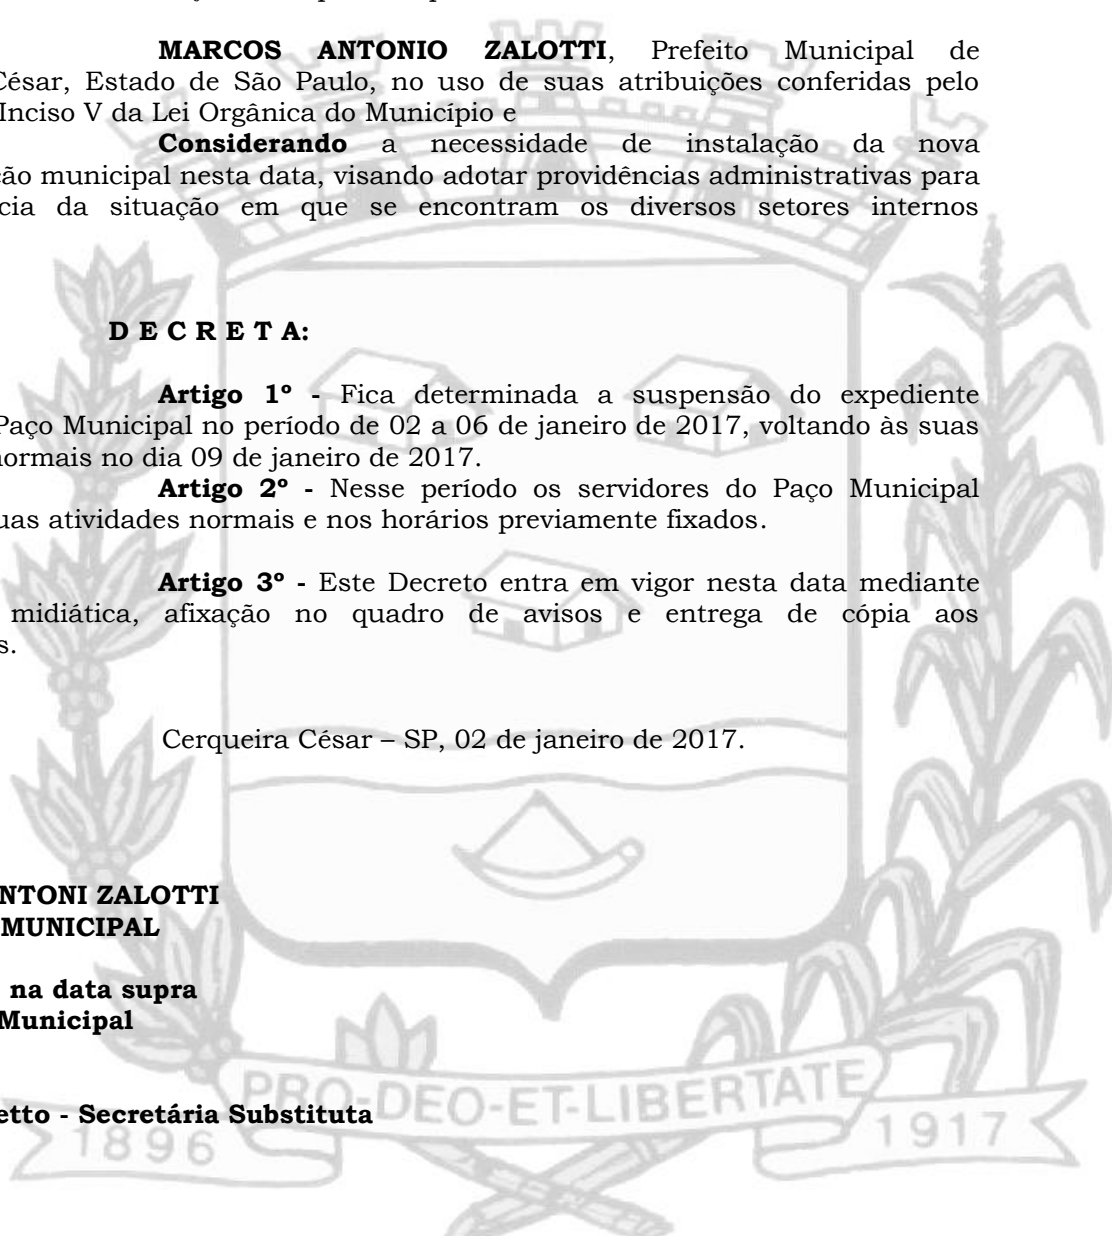 MARCOS ANTONIO ZALOTTI, Prefeito Municipal de
César, Estado de São Paulo, no uso de suas atribuições conferidas pelo
Inciso V da Lei Orgânica do Município e
Considerando a necessidade de instalação da nova
ção municipal nesta data, visando adotar providências administrativas para
cia da situação em que se encontram os diversos setores internos
D E C R E T A:
Artigo 1º - Fica determinada a suspensão do expediente
Paço Municipal no período de 02 a 06 de janeiro de 2017, voltando às suas
normais no dia 09 de janeiro de 2017.
Artigo 2º - Nesse período os servidores do Paço Municipal
uas atividades normais e nos horários previamente fixados.
Artigo 3º - Este Decreto entra em vigor nesta data mediante
midiática, afixação no quadro de avisos e entrega de cópia aos
s.
Cerqueira César – SP, 02 de janeiro de 2017.
NTONI ZALOTTI
MUNICIPAL
na data supra
Municipal
etto - Secretária Substituta
PRO-DEO-ET-LIBERTATE
1896
1917